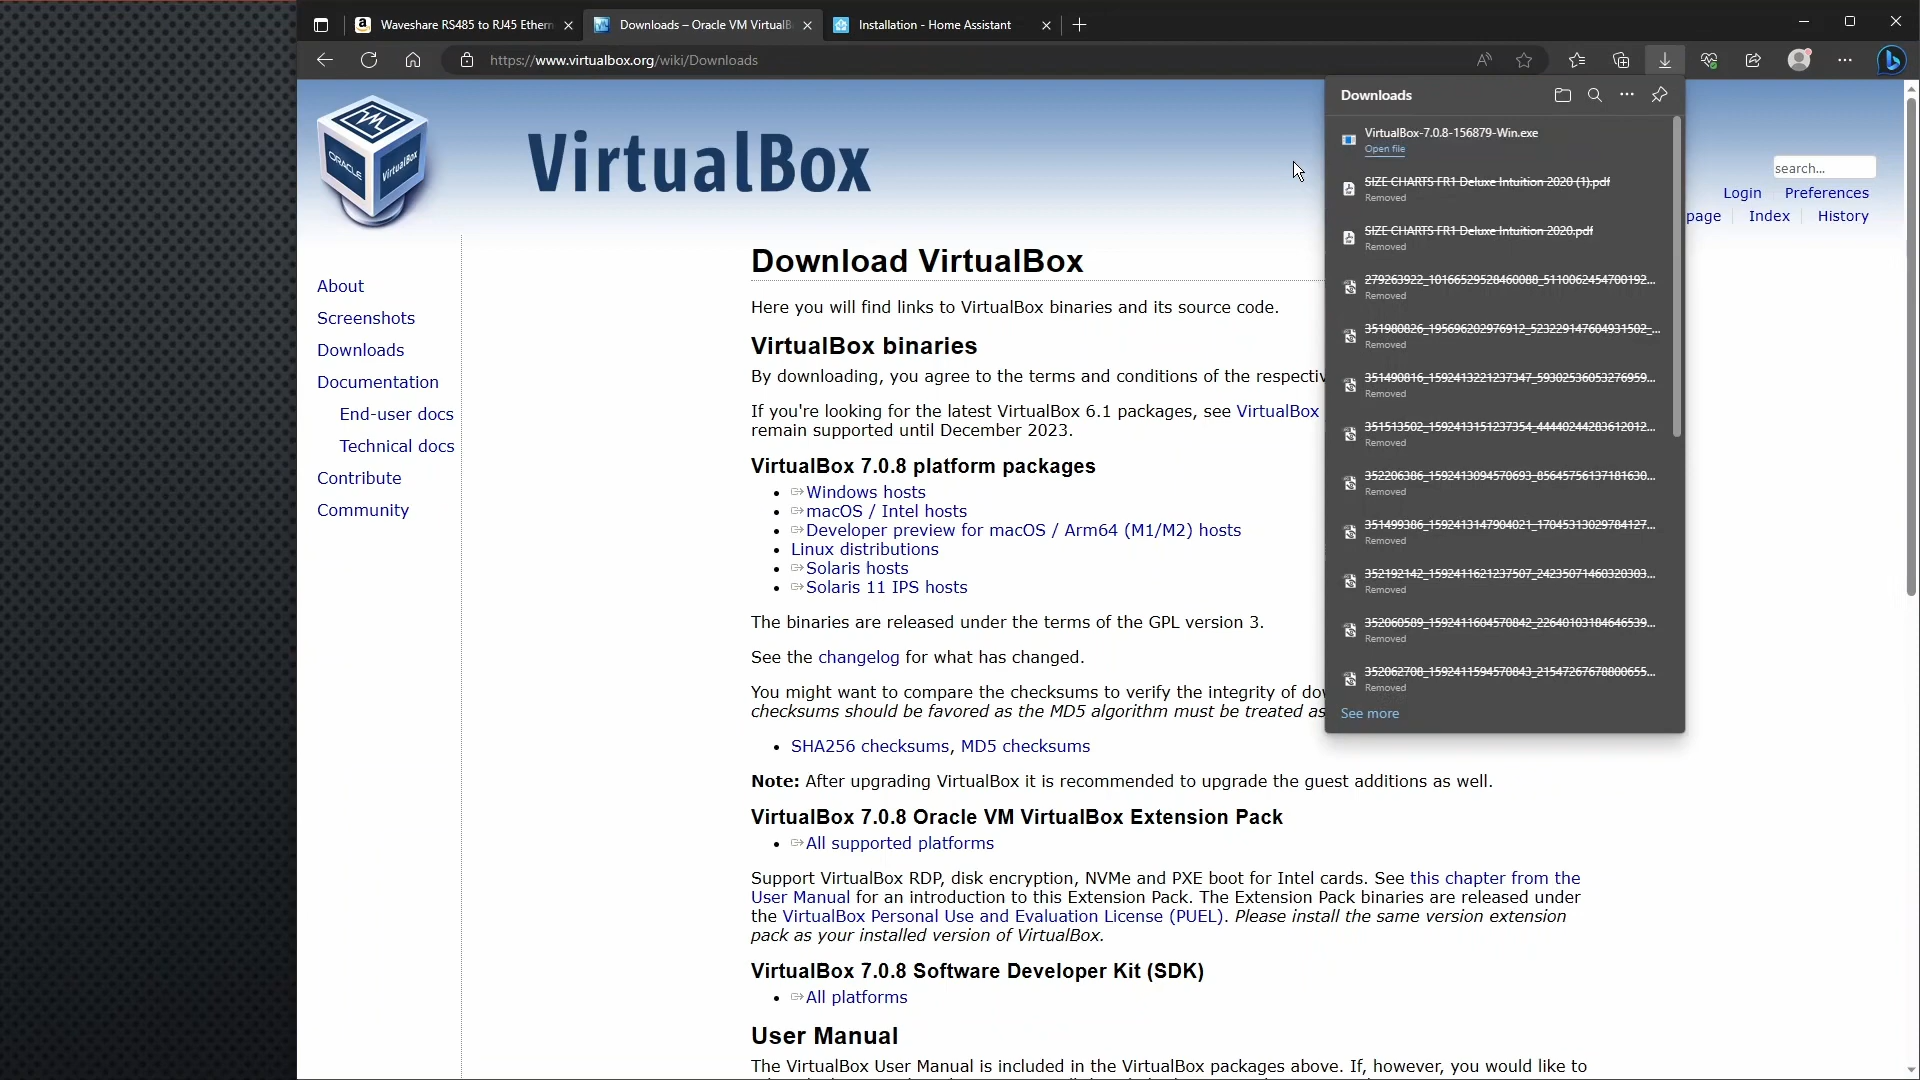 Waveshare RS485 to RJ45 Ethern
Downloads – Oracle VM VirtualB
Installation - Home Assistant
https://www.virtualbox.org/wiki/Downloads
ORACLE
VirtualBox
VirtualBox
search...
Login
Preferences
page
Index
History
About
Screenshots
Downloads
Documentation
End-user docs
Technical docs
Contribute
Community
Download VirtualBox
Here you will find links to VirtualBox binaries and its source code.
VirtualBox binaries
By downloading, you agree to the terms and conditions of the respectiv
If you're looking for the latest VirtualBox 6.1 packages, see VirtualBox
remain supported until December 2023.
VirtualBox 7.0.8 platform packages
Windows hosts
macOS / Intel hosts
Developer preview for macOS / Arm64 (M1/M2) hosts
Linux distributions
Solaris hosts
Solaris 11 IPS hosts
The binaries are released under the terms of the GPL version 3.
See the changelog for what has changed.
You might want to compare the checksums to verify the integrity of dow
checksums should be favored as the MD5 algorithm must be treated as
SHA256 checksums, MD5 checksums
Note: After upgrading VirtualBox it is recommended to upgrade the guest additions as well.
VirtualBox 7.0.8 Oracle VM VirtualBox Extension Pack
All supported platforms
Support VirtualBox RDP, disk encryption, NVMe and PXE boot for Intel cards. See this chapter from the
User Manual for an introduction to this Extension Pack. The Extension Pack binaries are released under
the VirtualBox Personal Use and Evaluation License (PUEL). Please install the same version extension
pack as your installed version of VirtualBox.
VirtualBox 7.0.8 Software Developer Kit (SDK)
All platforms
User Manual
The VirtualBox User Manual is included in the VirtualBox packages above. If, however, you would like to
Downloads
VirtualBox-7.0.8-156879-Win.exe
Open file
SIZE CHARTS FR1 Deluxe Intuition 2020 (1).pdf
Removed
SIZE CHARTS FR1 Deluxe Intuition 2020.pdf
Removed
279263922_10166529528460088_5110062454700192...
Removed
351980826_195696202976912_523229147604931502_...
Removed
351490816_1592413221237347_59302536053276959...
Removed
351513502_1592413151237354_44440244283612012...
Removed
352206386_1592413094570693_85645756137181630...
Removed
351499386_1592413147904021_17045313029784127...
Removed
352192142_1592411621237507_24235071460320303...
Removed
352060589_1592411604570842_22640103184646539...
Removed
352062708_1592411594570843_21547267678800655...
Removed
See more